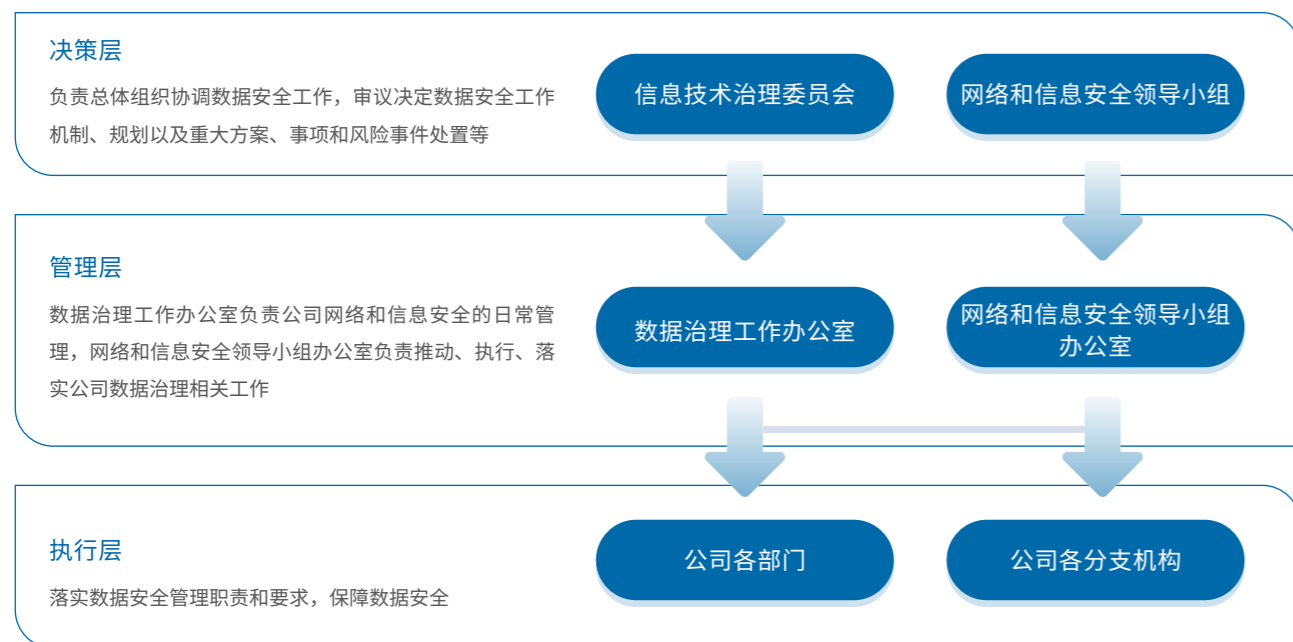 决策层
负责总体组织协调数据安全工作，审议决定数据安全工作
机制、规划以及重大方案、事项和风险事件处置等
信息技术治理委员会
网络和信息安全领导小组
管理层
数据治理工作办公室负责公司网络和信息安全的日常管
理，网络和信息安全领导小组办公室负责推动、执行、落
实公司数据治理相关工作
数据治理工作办公室
网络和信息安全领导小组
办公室
执行层
落实数据安全管理职责和要求，保障数据安全
公司各部门
公司各分支机构